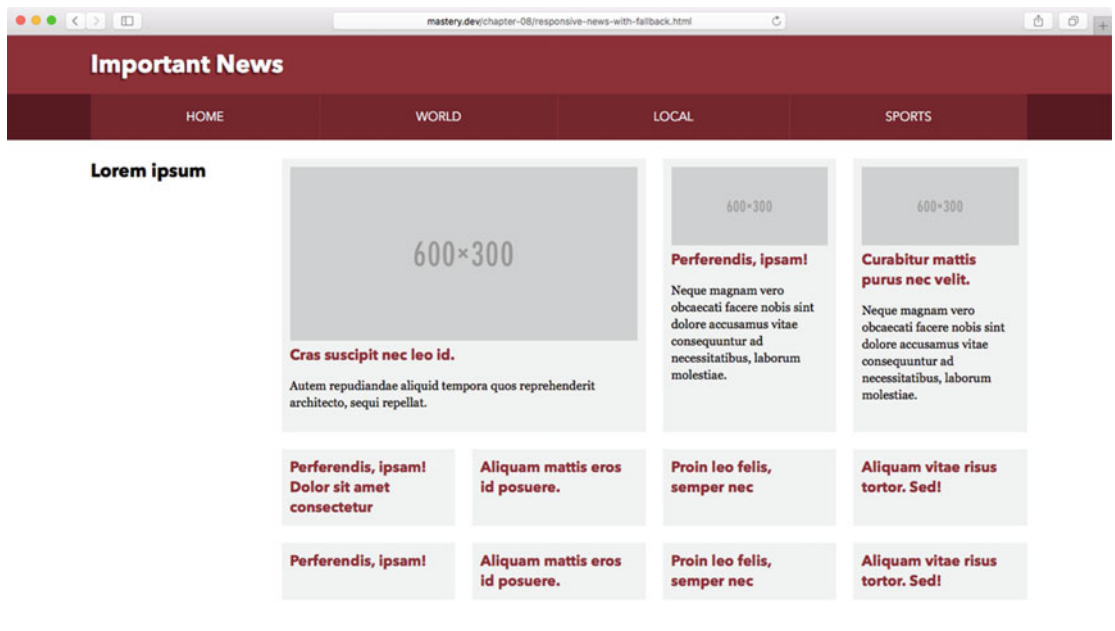 mastery.dev/chapter-08/responsive-news-with-fallback.html
Important News
HOME
WORLD
LOCAL
SPORTS
Lorem ipsum
600×300
Cras suscipit nec leo id.
Autem repudiandae aliquid tempora quos reprehenderit
architecto, sequi repellat.
600×300
Perferendis, ipsam!
Neque magnam vero
obcaecati facere nobis sint
dolore accusamus vitae
consequuntur ad
necessitatibus, laborum
molestiae.
600×300
Curabitur mattis
purus nec velit.
Neque magnam vero
obcaecati facere nobis sint
dolore accusamus vitae
consequuntur ad
necessitatibus, laborum
molestiae.
Perferendis, ipsam!
Dolor sit amet
consectetur
Aliquam mattis eros
id posuere.
Proin leo felis,
semper nec
Aliquam vitae risus
tortor. Sed!
Perferendis, ipsam!
Aliquam mattis eros
id posuere.
Proin leo felis,
semper nec
Aliquam vitae risus
tortor. Sed!